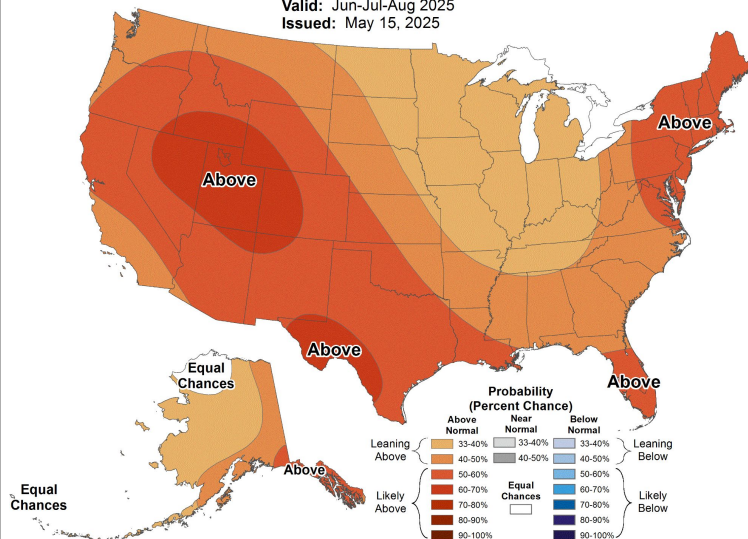 Valid: Jun-Jul-Aug 2025
Issued: May 15, 2025
Above
Above
Above
Above
Equal
Chances
Above
Equal
Chances
Probability
(Percent Chance)
Above
Normal
Near
Normal
Below
Normal
Leaning
Above
33-40%
40-50%
50-60%
60-70%
70-80%
80-90%
90-100%
Likely
Above
33-40%
40-50%
Equal
Chances
33-40%
40-50%
50-60%
60-70%
70-80%
80-90%
90-100%
Leaning
Below
Likely
Below